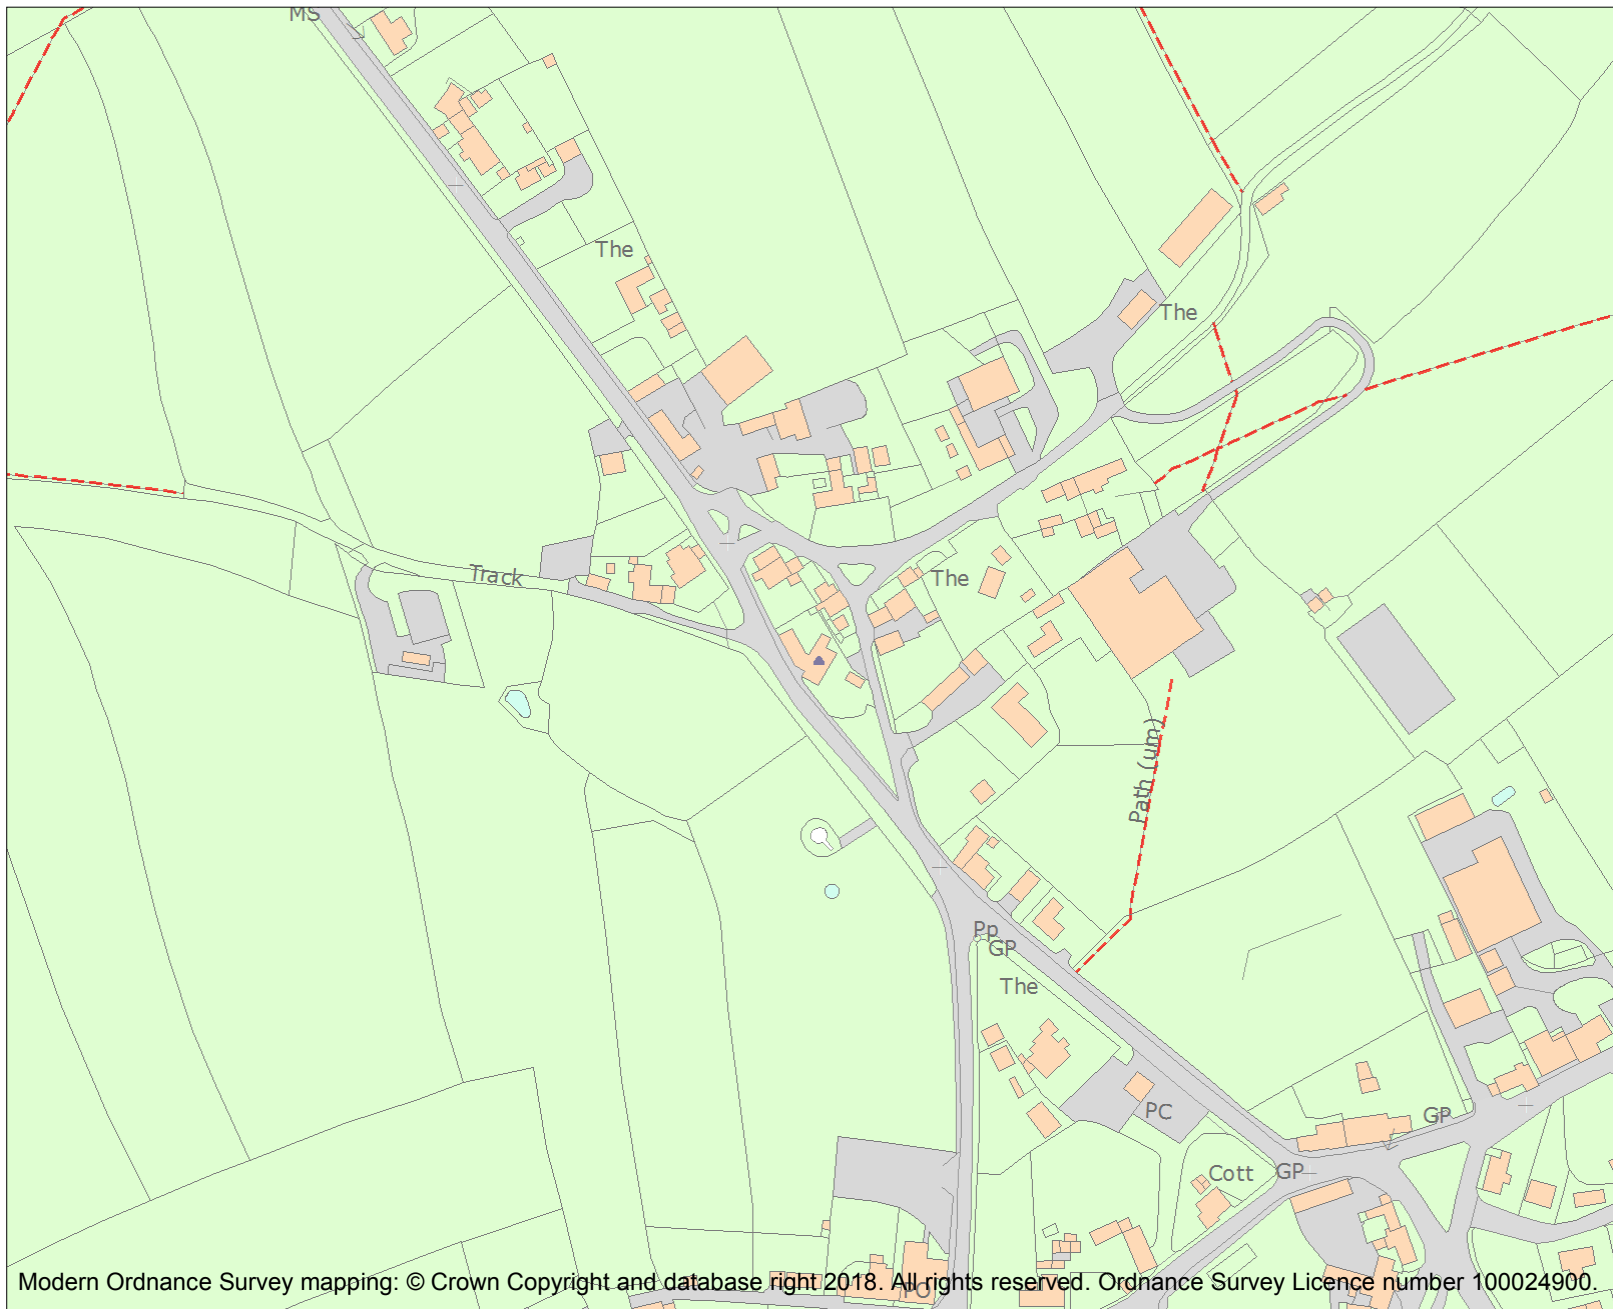 MS
The
The
Track
The
Path (um)
Pp
GP
The
PC
GP
Cott
GP
PO
Modern Ordnance Survey mapping: © Crown Copyright and database right 2018. All rights reserved. Ordnance Survey Licence number 100024900.